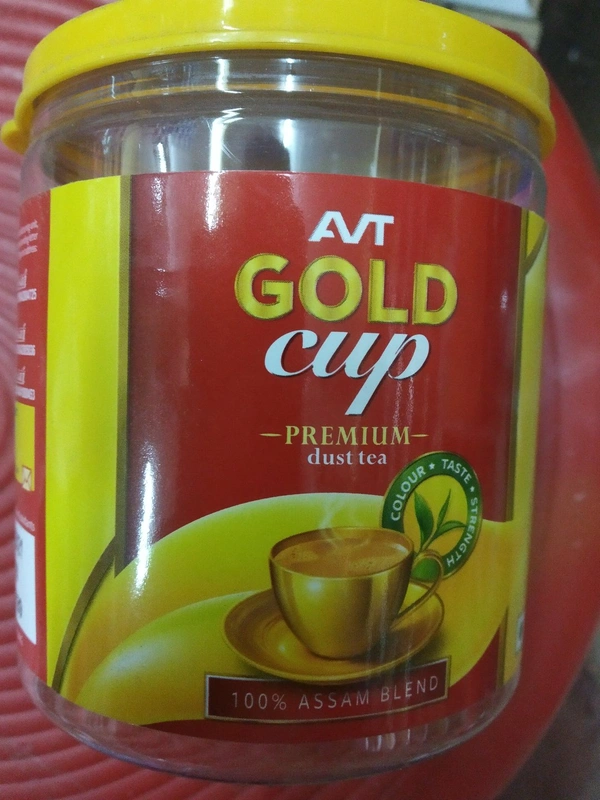 AVT
GOLD
cup
PREMIUM
dust tea
COLOUR ★ TASTE ★ STRENGTH
100% ASSAM BLEND